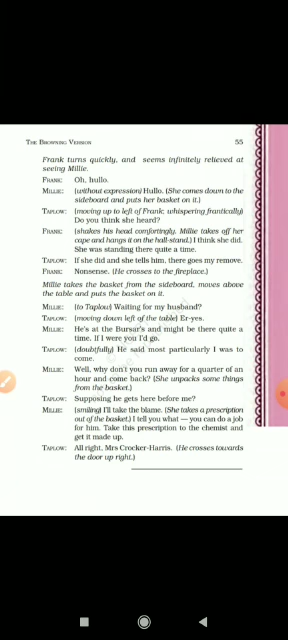 THE BROWNING VERSION 55
Frank turns quickly, and seems infinitely relieved at
seeing Millie.
FRANK: Oh, hullo.
MILLIE: (without expression) Hullo. (She comes down to the
sideboard and puts her basket on it.)
TAPLOW: (moving up to left of Frank; whispering frantically)
Do you think she heard?
FRANK: (shakes his head comfortingly. Millie takes off her
cape and hangs it on the hall-stand.) I think she did.
She was standing there quite a time.
TAPLOW: If she did and she tells him, there goes my remove.
FRANK: Nonsense. (He crosses to the fireplace.)
Millie takes the basket from the sideboard, moves above
the table and puts the basket on it.
MILLIE: (to Taplow) Waiting for my husband?
TAPLOW: (moving down left of the table) Er-yes.
MILLIE: He's at the Bursar's and might be there quite a
time. If I were you I'd go.
TAPLOW: (doubtfully) He said most particularly I was to
come.
MILLIE: Well, why don't you run away for a quarter of an
hour and come back? (She unpacks some things
from the basket.)
TAPLOW: Supposing he gets here before me?
MILLIE: (smiling) I'll take the blame. (She takes a prescription
out of the basket.) I tell you what — you can do a job
for him. Take this prescription to the chemist and
get it made up.
TAPLOW: All right, Mrs Crocker-Harris. (He crosses towards
the door up right.)